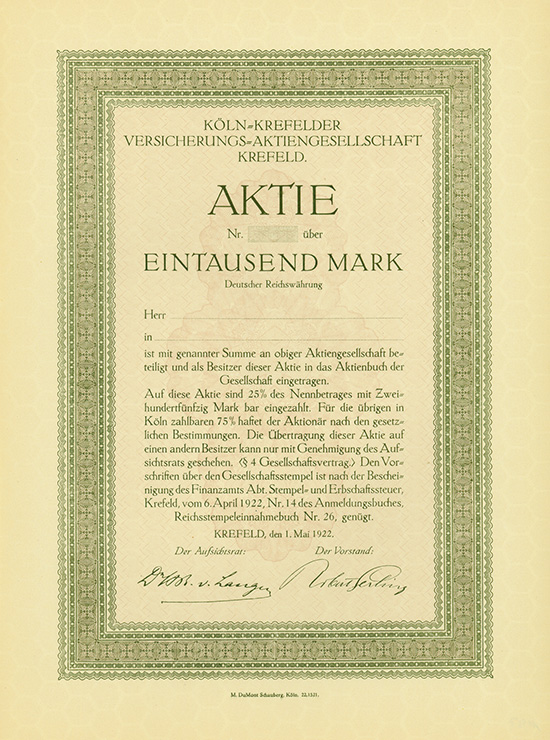 KÖLN=KREFELDER
VERSICHERUNGS=AKTIENGESELLSCHAFT
KREFELD.
AKTIE
Nr. über
EINTAUSEND MARK
Deutscher Reichswährung
Herr
in
ist mit genannter Summe an obiger Aktiengesellschaft be=
teiligt und als Besitzer dieser Aktie in das Aktienbuch der
Gesellschaft eingetragen.
Auf diese Aktie sind 25% des Nennbetrages mit Zwei=
hundertfünfzig Mark bar eingezahlt. Für die übrigen in
Köln zahlbaren 75% haftet der Aktionär nach den gesetz=
lichen Bestimmungen. Die Übertragung dieser Aktie auf
einen andern Besitzer kann nur mit Genehmigung des Auf=
sichtsrats geschehen. (§ 4 Gesellschaftsvertrag.) Den Vor=
schriften über den Gesellschaftsstempel ist nach der Beschei=
nigung des Finanzamts Abt. Stempel= und Erbschaftssteuer,
Krefeld, vom 6. April 1922, Nr. 14 des Anmeldungsbuches,
Reichsstempeleinnahmebuch Nr. 26, genügt.
KREFELD, den 1. Mai 1922.
Der Aufsichtsrat: Der Vorstand:
M. DuMont Schauberg, Köln.